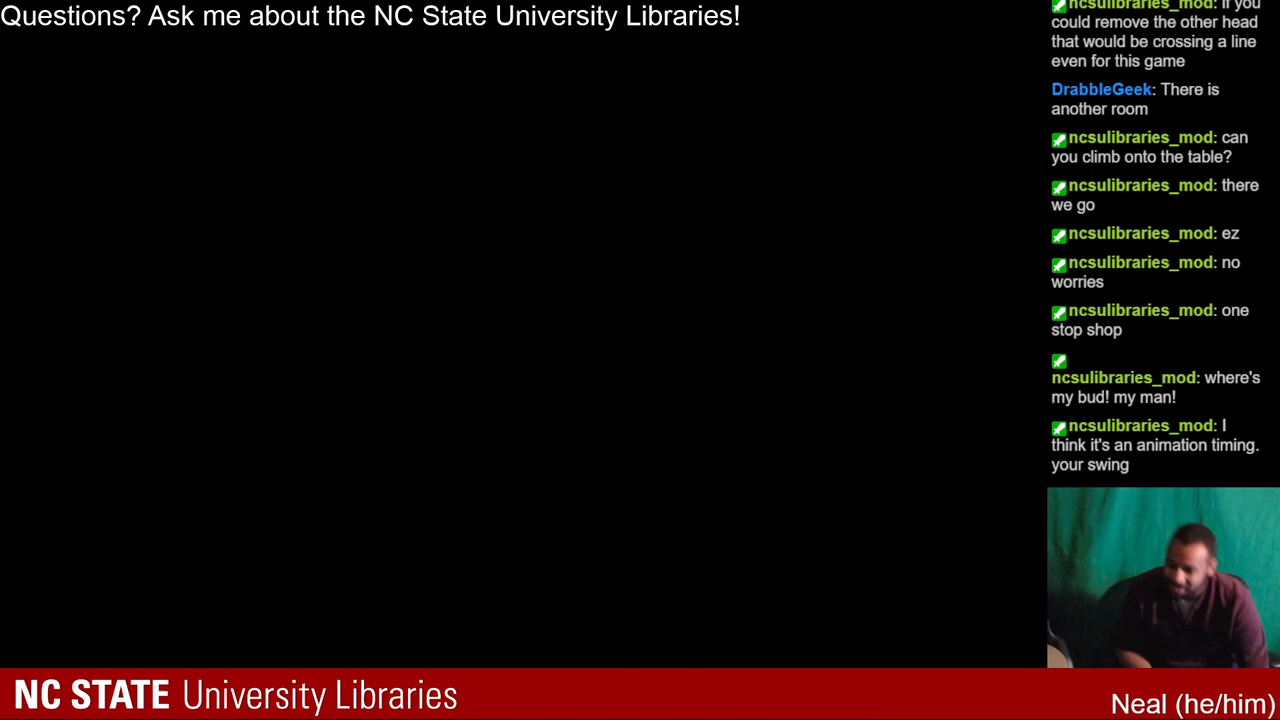 Questions? Ask me about the NC State University Libraries!
ncsulibraries_mod: if you
could remove the other head
that would be crossing a line
even for this game
DrabbleGeek: There is
another room
ncsulibraries_mod: can
you climb onto the table?
ncsulibraries_mod: there
we go
ncsulibraries_mod: ez
ncsulibraries_mod: no
worries
ncsulibraries_mod: one
stop shop
ncsulibraries_mod: where's
my bud! my man!
ncsulibraries_mod: I
think it's an animation timing.
your swing
NC STATE University Libraries
Neal (he/him)